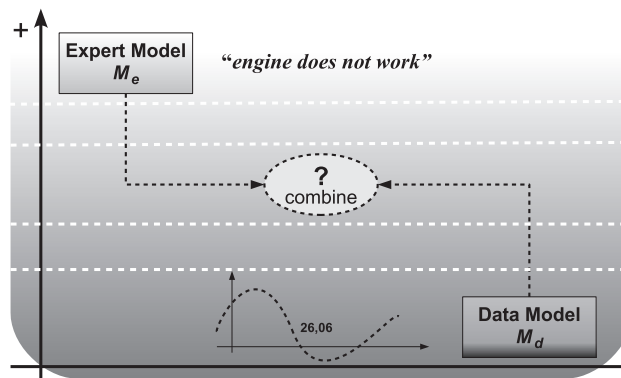 +
Expert Model
Me
“engine does not work”
?
combine
26,06
Data Model
Md